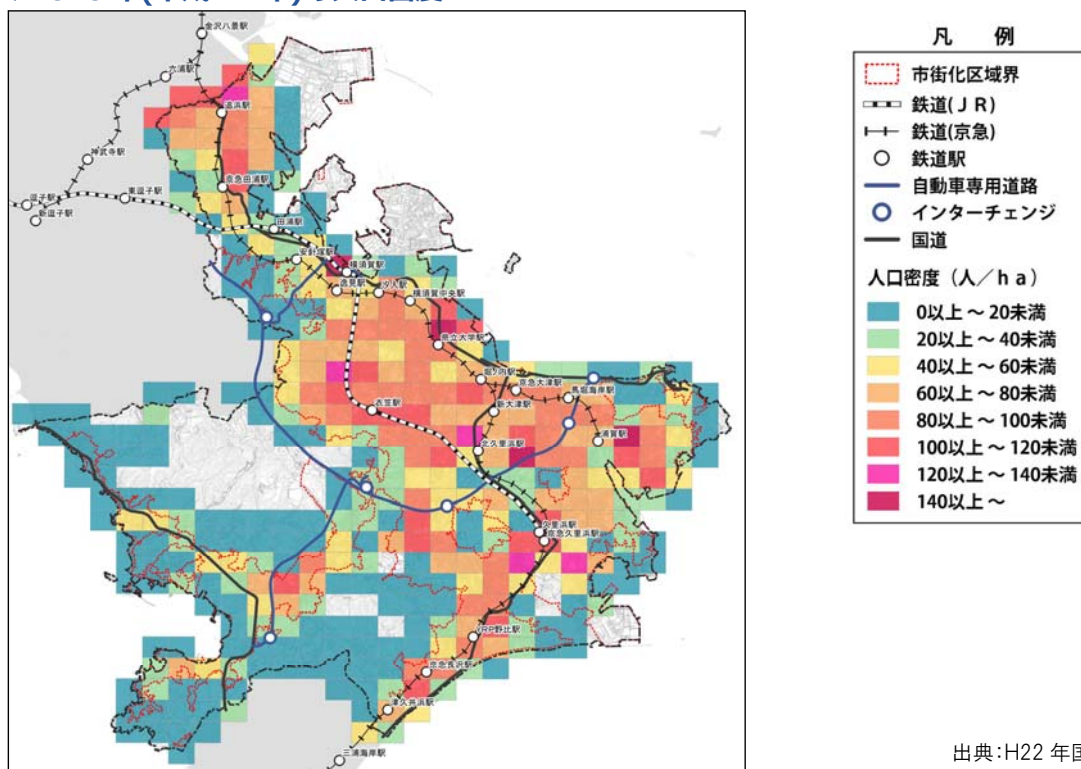 金沢八景駅
六浦駅
追浜駅
神武寺駅
京急田浦駅
逗子駅
東逗子駅
新逗子駅
田浦駅
安針塚駅
横須賀駅
逸見駅
汐入駅
横須賀中央駅
県立大学駅
堀ノ内駅
京急大津駅
馬堀海岸駅
衣笠駅
新大津駅
浦賀駅
北久里浜駅
久里浜駅
京急久里浜駅
YRP野比駅
京急長沢駅
津久井浜駅
三浦海岸駅
凡 例
市街化区域界
鉄道(JR)
鉄道(京急)
鉄道駅
自動車専用道路
インターチェンジ
国道
人口密度(人/ha)
0以上~20未満
20以上~40未満
40以上~60未満
60以上~80未満
80以上~100未満
100以上~120未満
120以上~140未満
140以上~
出典:H22 年国